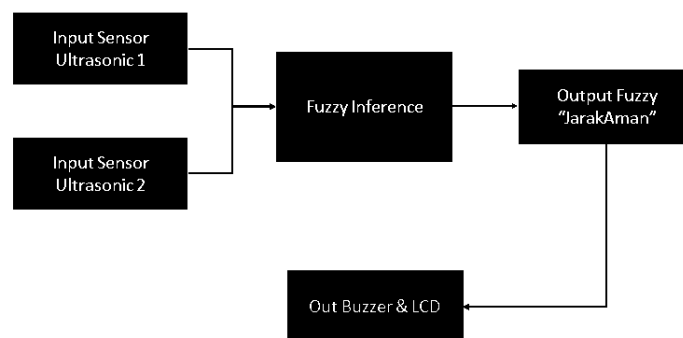 Input Sensor
Ultrasonic 1
Fuzzy Inference
Output Fuzzy
“JarakAman”
Input Sensor
Ultrasonic 2
Out Buzzer & LCD